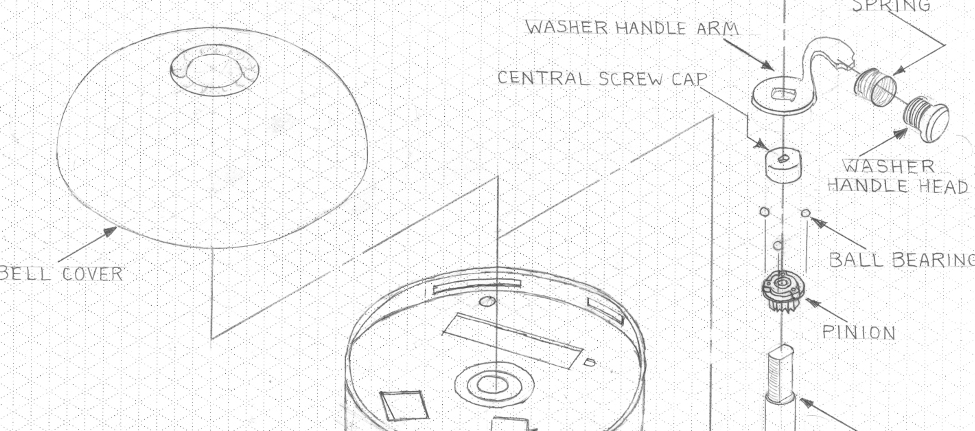 SPRING
WASHER HANDLE ARM
CENTRAL SCREW CAP
WASHER
HANDLE HEAD
BELL COVER
BALL BEARING
PINION